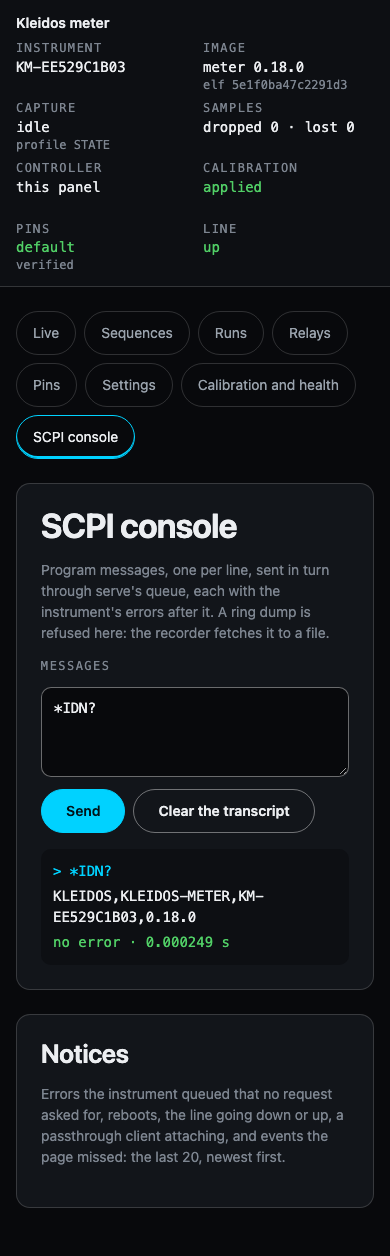 Kleidos meter
INSTRUMENT
KM-EE529C1B03
IMAGE
meter 0.18.0
elf 5e1f0ba47c2291d3
CAPTURE
idle
profile STATE
SAMPLES
dropped 0 · lost 0
CONTROLLER
this panel
CALIBRATION
applied
PINS
default
verified
LINE
up
Live
Sequences
Runs
Relays
Pins
Settings
Calibration and health
SCPI console
SCPI console
Program messages, one per line, sent in turn
through serve's queue, each with the
instrument's errors after it. A ring dump is
refused here: the recorder fetches it to a file.
MESSAGES
*IDN?
Send
Clear the transcript
> *IDN?
KLEIDOS,KLEIDOS-METER,KM-
EE529C1B03,0.18.0
no error · 0.000249 s
Notices
Errors the instrument queued that no request
asked for, reboots, the line going down or up, a
passthrough client attaching, and events the
page missed: the last 20, newest first.